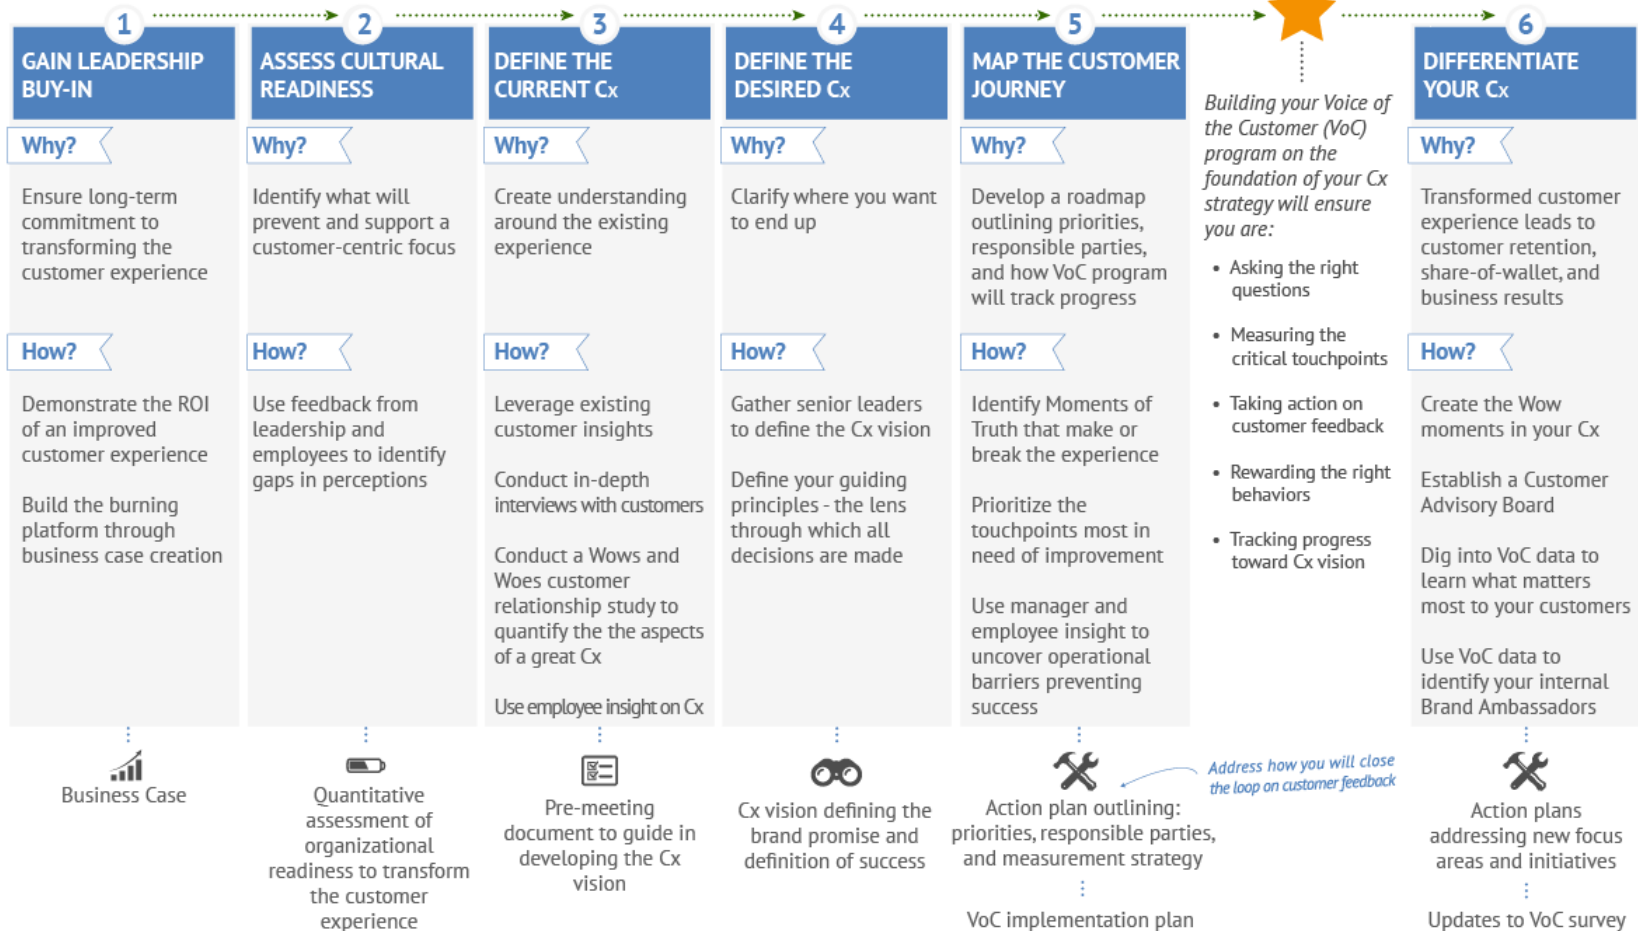 1
GAIN LEADERSHIP
BUY-IN
Why?
Ensure long-term
commitment to
transforming the
customer experience
How?
Demonstrate the ROI
of an improved
customer experience
Build the burning
platform through
business case creation
Business Case
2
ASSESS CULTURAL
READINESS
Why?
Identify what will
prevent and support a
customer-centric focus
How?
Use feedback from
leadership and
employees to identify
gaps in perceptions
Quantitative
assessment of
organizational
readiness to transform
the customer
experience
3
DEFINE THE
CURRENT Cx
Why?
Create understanding
around the existing
experience
How?
Leverage existing
customer insights
Conduct in-depth
interviews with customers
Conduct a Wows and
Woes customer
relationship study to
quantify the the aspects
of a great Cx
Use employee insight on Cx
Pre-meeting
document to guide in
developing the Cx
vision
4
DEFINE THE
DESIRED Cx
Why?
Clarify where you want
to end up
How?
Gather senior leaders
to define the Cx vision
Define your guiding
principles - the lens
through which all
decisions are made
Cx vision defining the
brand promise and
definition of success
5
MAP THE CUSTOMER
JOURNEY
Why?
Develop a roadmap
outlining priorities,
responsible parties,
and how VoC program
will track progress
How?
Identify Moments of
Truth that make or
break the experience
Prioritize the
touchpoints most in
need of improvement
Use manager and
employee insight to
uncover operational
barriers preventing
success
Action plan outlining:
priorities, responsible parties,
and measurement strategy
VoC implementation plan
Building your Voice of
the Customer (VoC)
program on the
foundation of your Cx
strategy will ensure
you are:
• Asking the right
questions
• Measuring the
critical touchpoints
• Taking action on
customer feedback
• Rewarding the right
behaviors
• Tracking progress
toward Cx vision
Address how you will close
the loop on customer feedback
6
DIFFERENTIATE
YOUR Cx
Why?
Transformed customer
experience leads to
customer retention,
share-of-wallet, and
business results
How?
Create the Wow
moments in your Cx
Establish a Customer
Advisory Board
Dig into VoC data to
learn what matters
most to your customers
Use VoC data to
identify your internal
Brand Ambassadors
Action plans
addressing new focus
areas and initiatives
Updates to VoC survey